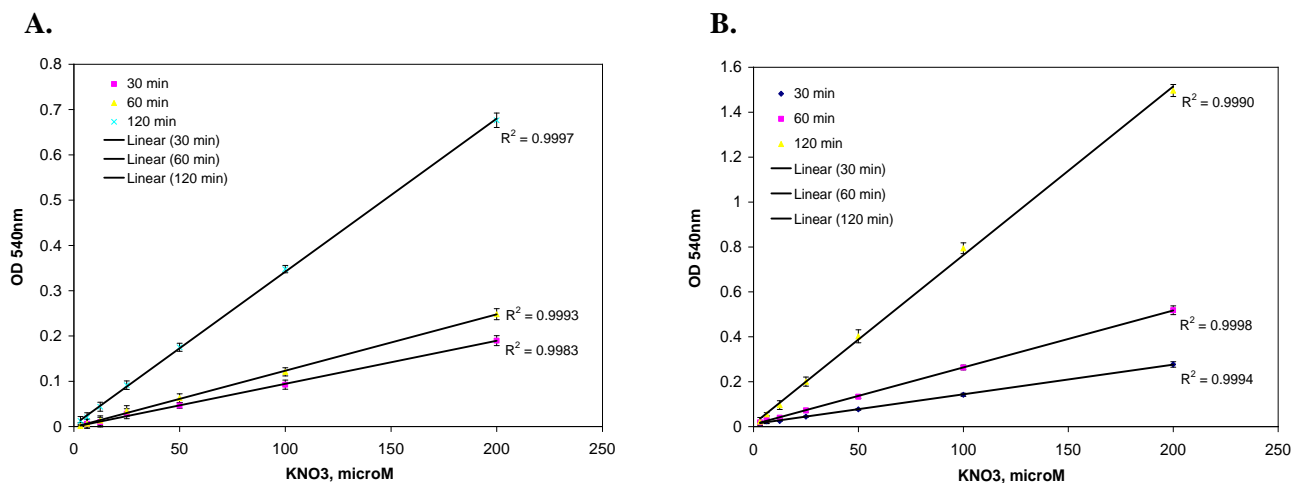 A.
0.8
0.7
0.6
0.5
0.4
0.3
0.2
0.1
0
OD 540nm
30 min
60 min
120 min
Linear (30 min)
Linear (60 min)
Linear (120 min)
R² = 0.9997
R² = 0.9993
R² = 0.9983
0 50 100 150 200 250
KNO3, microM
B.
1.6
1.4
1.2
1
0.8
0.6
0.4
0.2
0
OD 540nm
30 min
60 min
120 min
Linear (30 min)
Linear (60 min)
Linear (120 min)
R² = 0.9990
R² = 0.9998
R² = 0.9994
0 50 100 150 200 250
KNO3, microM